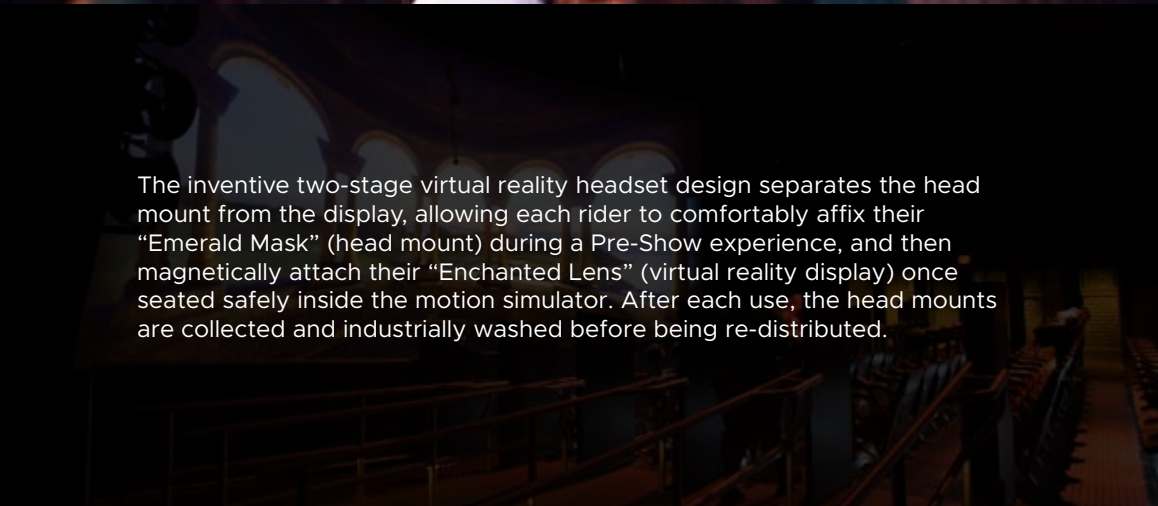 The inventive two-stage virtual reality headset design separates the head
mount from the display, allowing each rider to comfortably affix their
“Emerald Mask” (head mount) during a Pre-Show experience, and then
magnetically attach their “Enchanted Lens” (virtual reality display) once
seated safely inside the motion simulator. After each use, the head mounts
are collected and industrially washed before being re-distributed.